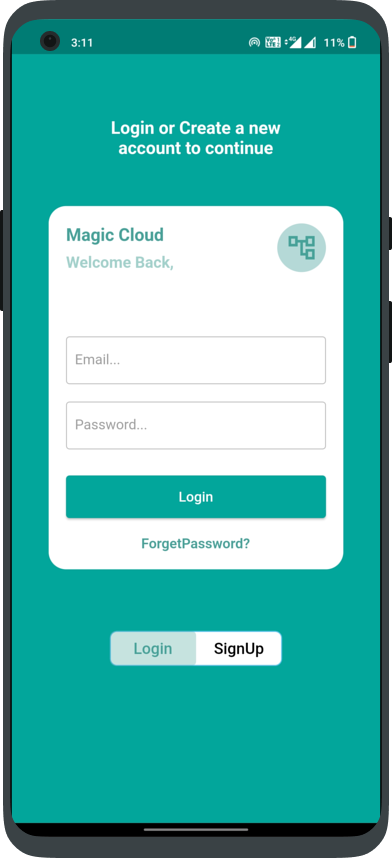 3:11
4G
11%
Login or Create a new
account to continue
Magic Cloud
Welcome Back,
Email...
Password...
Login
ForgetPassword?
Login SignUp